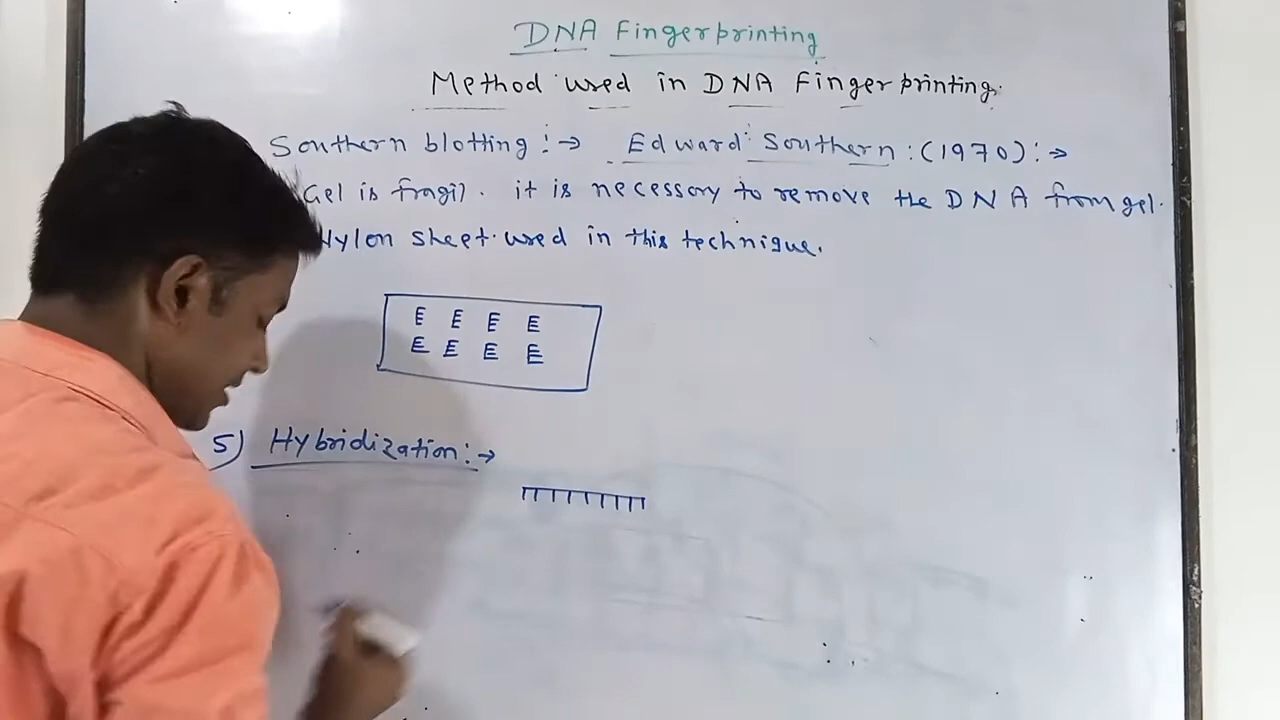 DNA Fingerprinting
Method used in DNA Fingerprinting.
Southern blotting :→ Edward Southern :(1970):→
Gel is fragil. it is necessary to remove the DNA from gel.
Nylon sheet used in this technique.
E E E E
E E E E
5) Hybridization :→